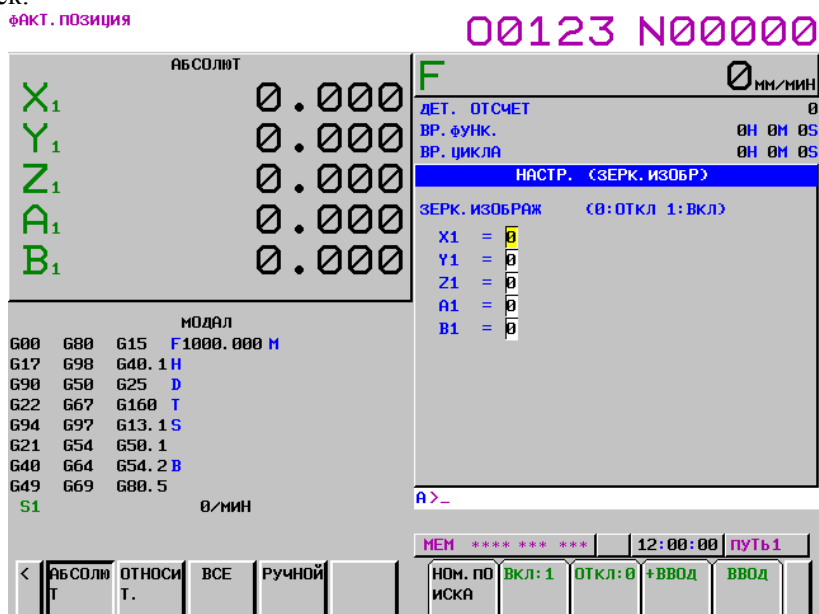 ек.
ФАКТ.ПОЗИЦИЯ
O0123 N00000
АБСОЛЮТ
X1 0.000
Y1 0.000
Z1 0.000
A1 0.000
B1 0.000
F 0 ММ/МИН
ДЕТ. ОТСЧЕТ 0
ВР.ФУНК. 0H 0M 0S
ВР.ЦИКЛА 0H 0M 0S
НАСТР. (ЗЕРК.ИЗОБР)
ЗЕРК.ИЗОБРАЖ (0:ОТКЛ 1:ВКЛ)
X1 = 0
Y1 = 0
Z1 = 0
A1 = 0
B1 = 0
МОДАЛ
G00 G80 G15 F1000.000 M
G17 G98 G40.1 H
G90 G50 G25 D
G22 G67 G160 T
G94 G97 G13.1 S
G21 G54 G50.1
G40 G64 G54.2 B
G49 G69 G80.5
S1 0/МИН
A>_
MEM **** *** *** 12:00:00 ПУТЬ1
< АБСОЛЮ
Т
ОТНОСИ
Т.
ВСЕ
РУЧНОЙ
НОМ.ПО
ИСКА
ВКЛ:1
ОТКЛ:0
+ВВОД
ВВОД